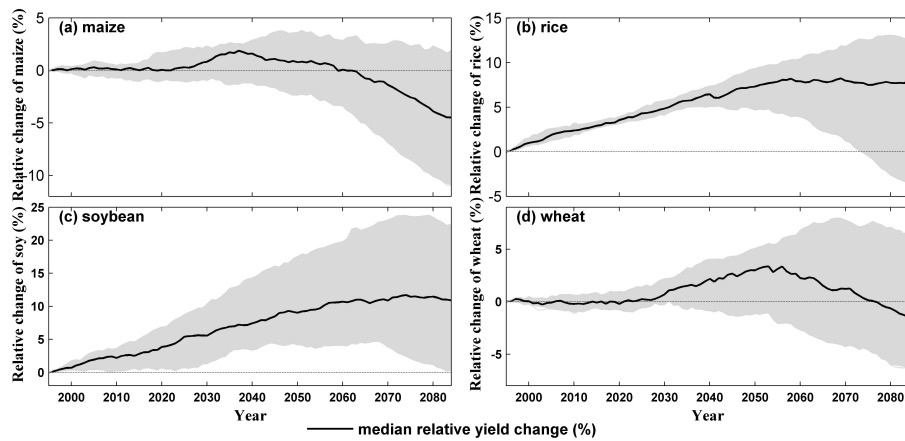 (a) maize
Relative change of maize (%)
5
0
-5
-10
(b) rice
Relative change of rice (%)
15
10
5
0
-5
(c) soybean
Relative change of soy (%)
25
20
15
10
5
0
2000 2010 2020 2030 2040 2050 2060 2070 2080
Year
(d) wheat
Relative change of wheat (%)
5
0
-5
2000 2010 2020 2030 2040 2050 2060 2070 2080
Year
median relative yield change (%)